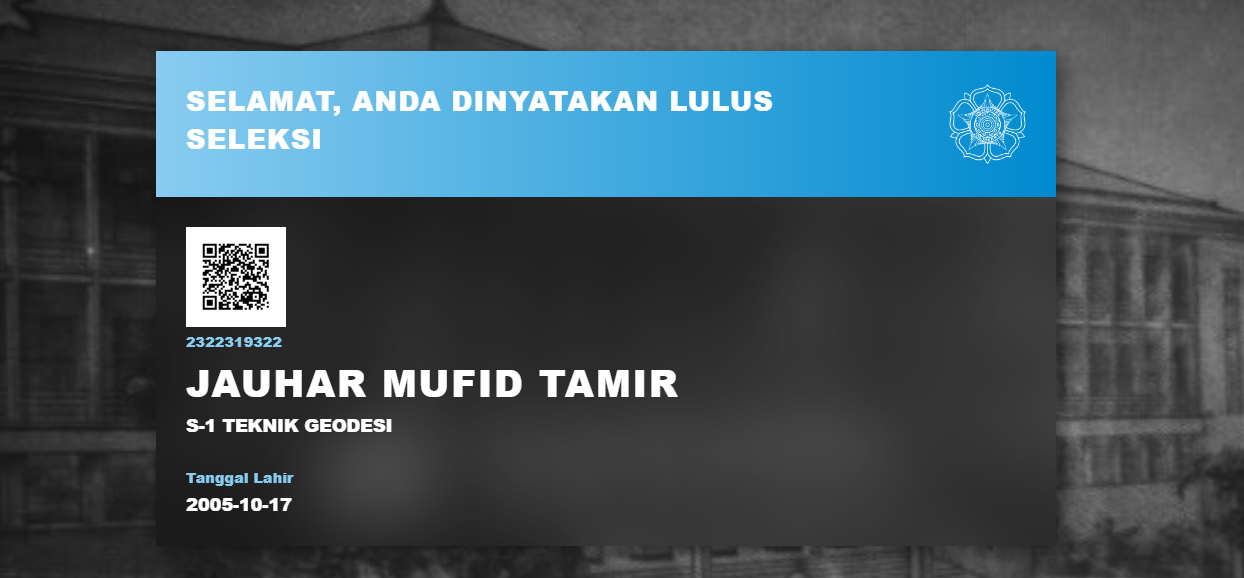 SELAMAT, ANDA DINYATAKAN LULUS
SELEKSI
2322319322
JAUHAR MUFID TAMIR
S-1 TEKNIK GEODESI
Tanggal Lahir
2005-10-17